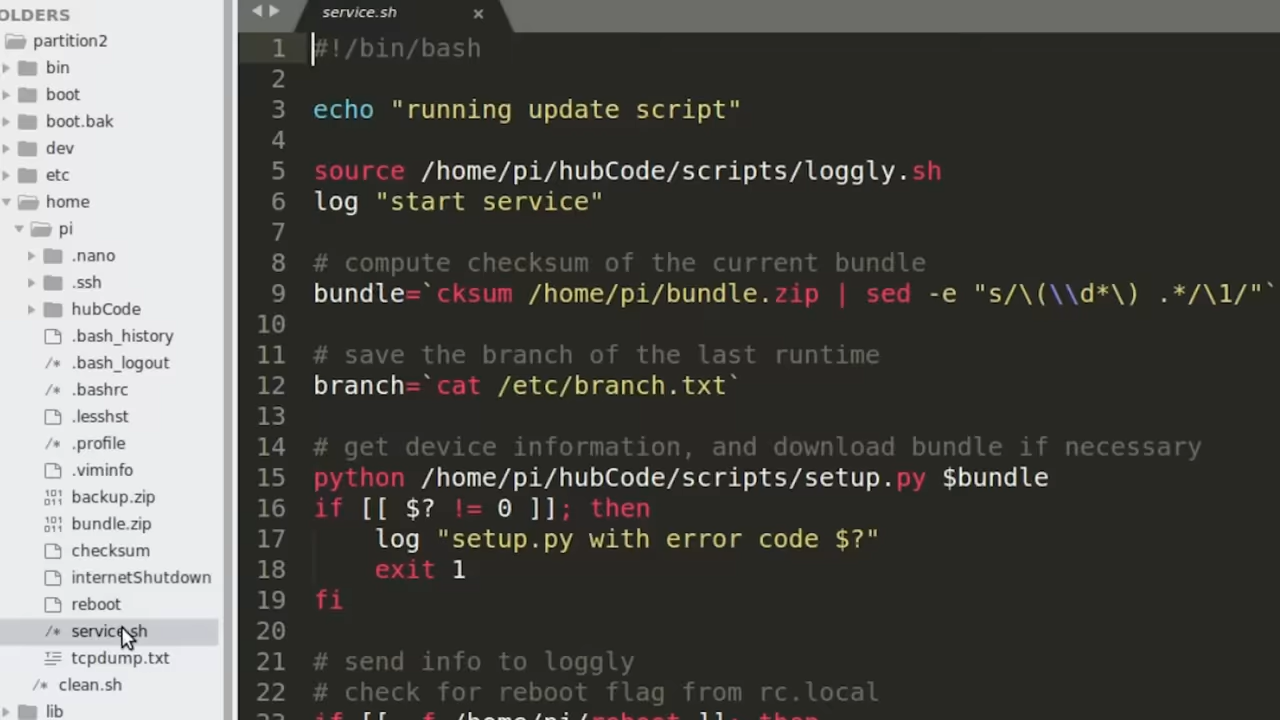 OLDERS
partition2
bin
boot
boot.bak
dev
etc
home
pi
.nano
.ssh
hubCode
.bash_history
.bash_logout
.bashrc
.lesshst
.profile
.viminfo
backup.zip
bundle.zip
checksum
internetShutdown
reboot
service.sh
tcpdump.txt
clean.sh
lib
service.sh
1 #!/bin/bash
2
3 echo "running update script"
4
5 source /home/pi/hubCode/scripts/loggly.sh
6 log "start service"
7
8 # compute checksum of the current bundle
9 bundle=`cksum /home/pi/bundle.zip | sed -e "s/\(\\d*\) .*/\1/"`
10
11 # save the branch of the last runtime
12 branch=`cat /etc/branch.txt`
13
14 # get device information, and download bundle if necessary
15 python /home/pi/hubCode/scripts/setup.py $bundle
16 if [[ $? != 0 ]]; then
17 log "setup.py with error code $?"
18 exit 1
19 fi
20
21 # send info to loggly
22 # check for reboot flag from rc.local
23 if [[ -f /home/pi/reboot ]]; then